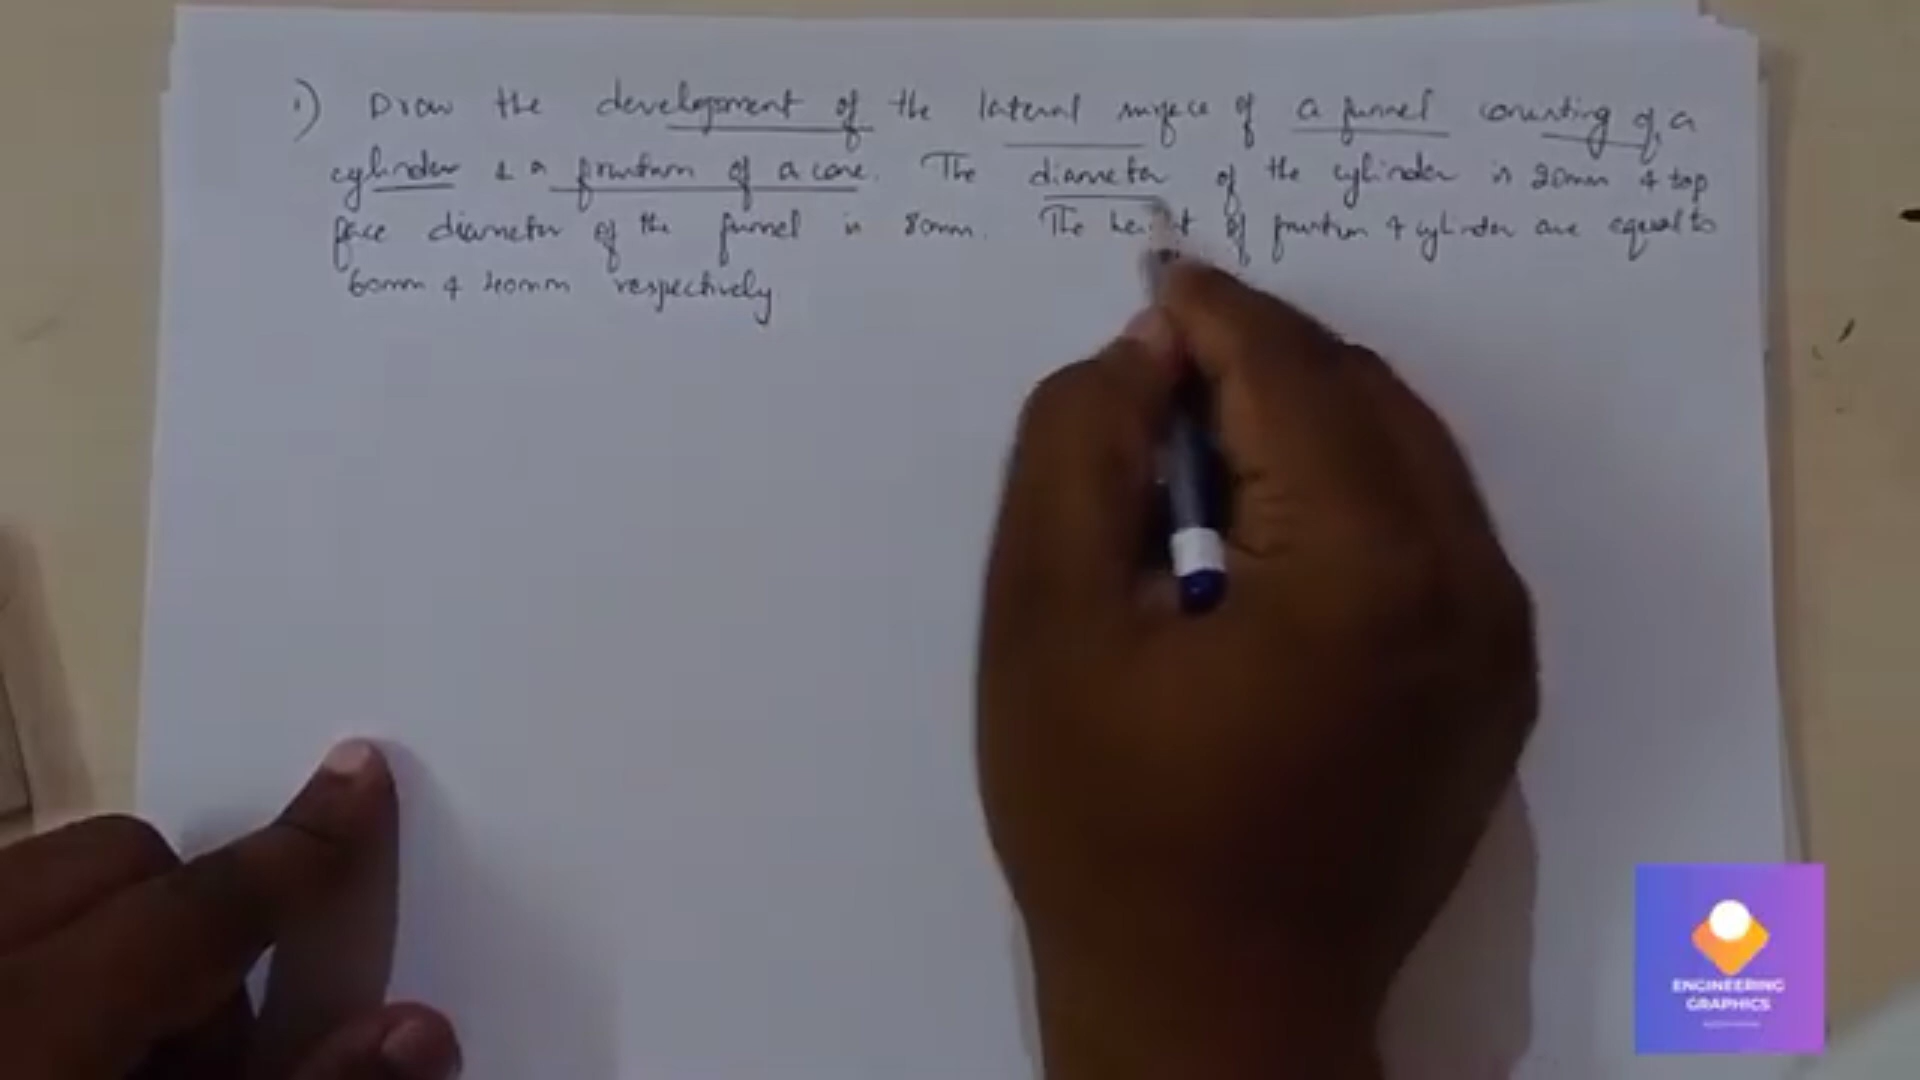 1) Draw the development of the lateral surface of a funnel consisting of a
cylinder & a frustum of a cone. The diameter of the cylinder is 20mm & top
face diameter of the funnel is 80mm. The height of frustum & cylinder are equal to
60mm & 40mm respectively
ENGINEERING
GRAPHICS